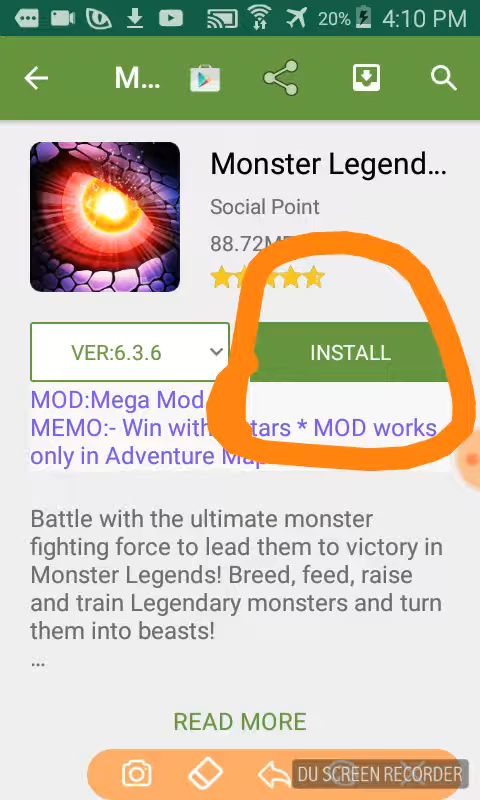 20% 4:10 PM
M...
Monster Legend...
Social Point
88.72M
VER:6.3.6
INSTALL
MOD:Mega Mod
MEMO:- Win with stars * MOD works
only in Adventure Map
Battle with the ultimate monster
fighting force to lead them to victory in
Monster Legends! Breed, feed, raise
and train Legendary monsters and turn
them into beasts!
...
READ MORE
DU SCREEN RECORDER